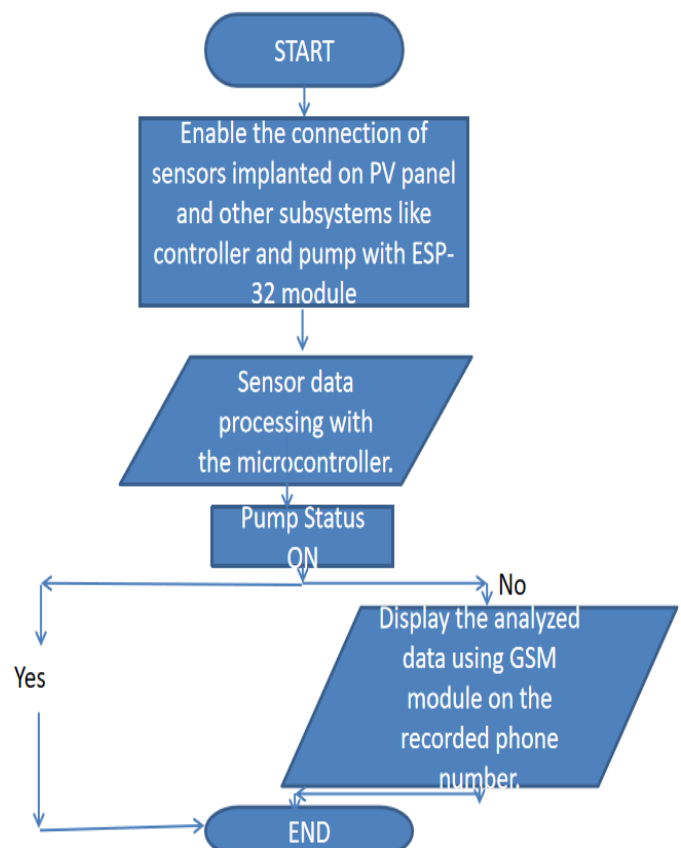 START
Enable the connection of
sensors implanted on PV panel
and other subsystems like
controller and pump with ESP-
32 module
Sensor data
processing with
the microcontroller.
Pump Status
ON
No
Display the analyzed
data using GSM
module on the
recorded phone
number.
Yes
END